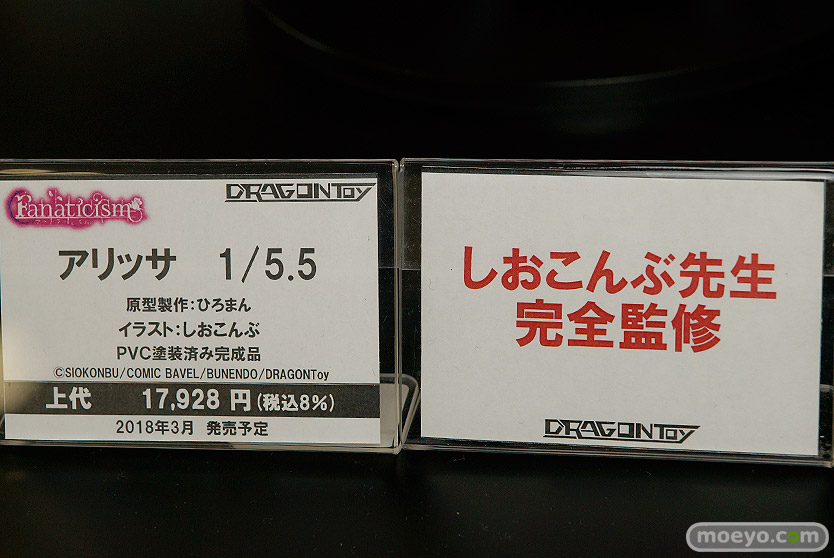 Fanaticism
DRAGONToy
アリッサ 1/5.5
原型製作:ひろまん
イラスト:しおこんぶ
PVC塗装済み完成品
©SIOKONBU/COMIC BAVEL/BUNENDO/DRAGONToy
上代 17,928 円(税込8%)
2018年3月 発売予定
しおこんぶ先生
完全監修
DRAGONToy
moeyo.com